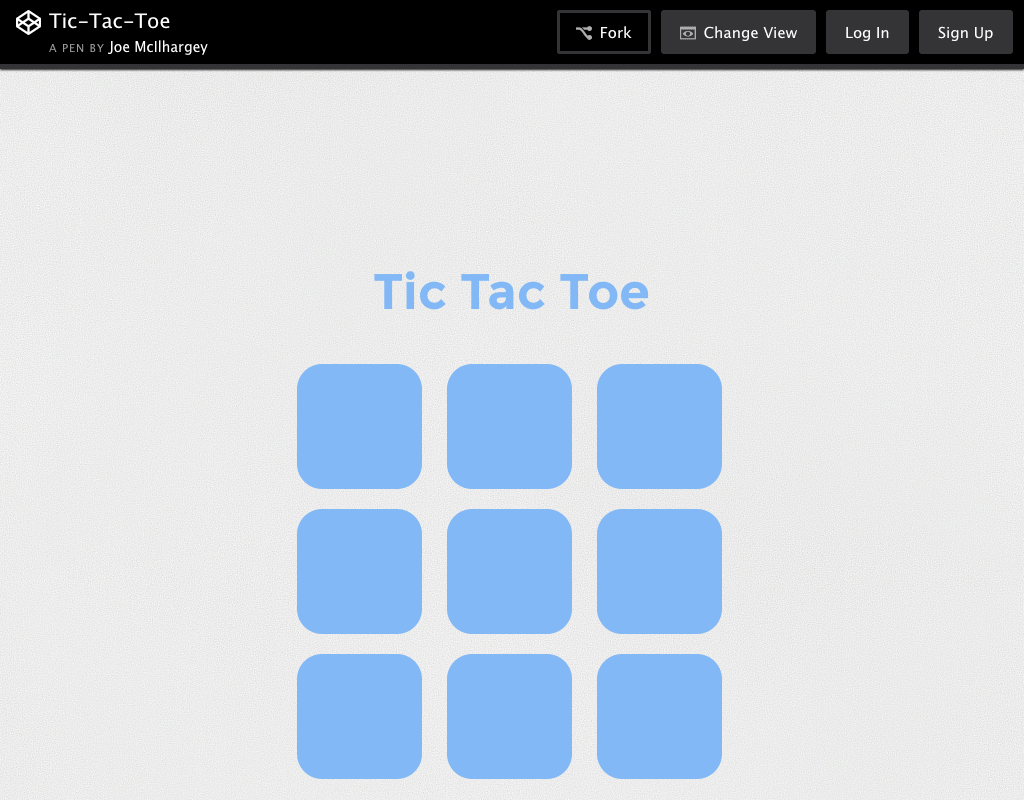 Tic-Tac-Toe
A PEN BY Joe McIlhargey
Fork
Change View
Log In
Sign Up
Tic Tac Toe